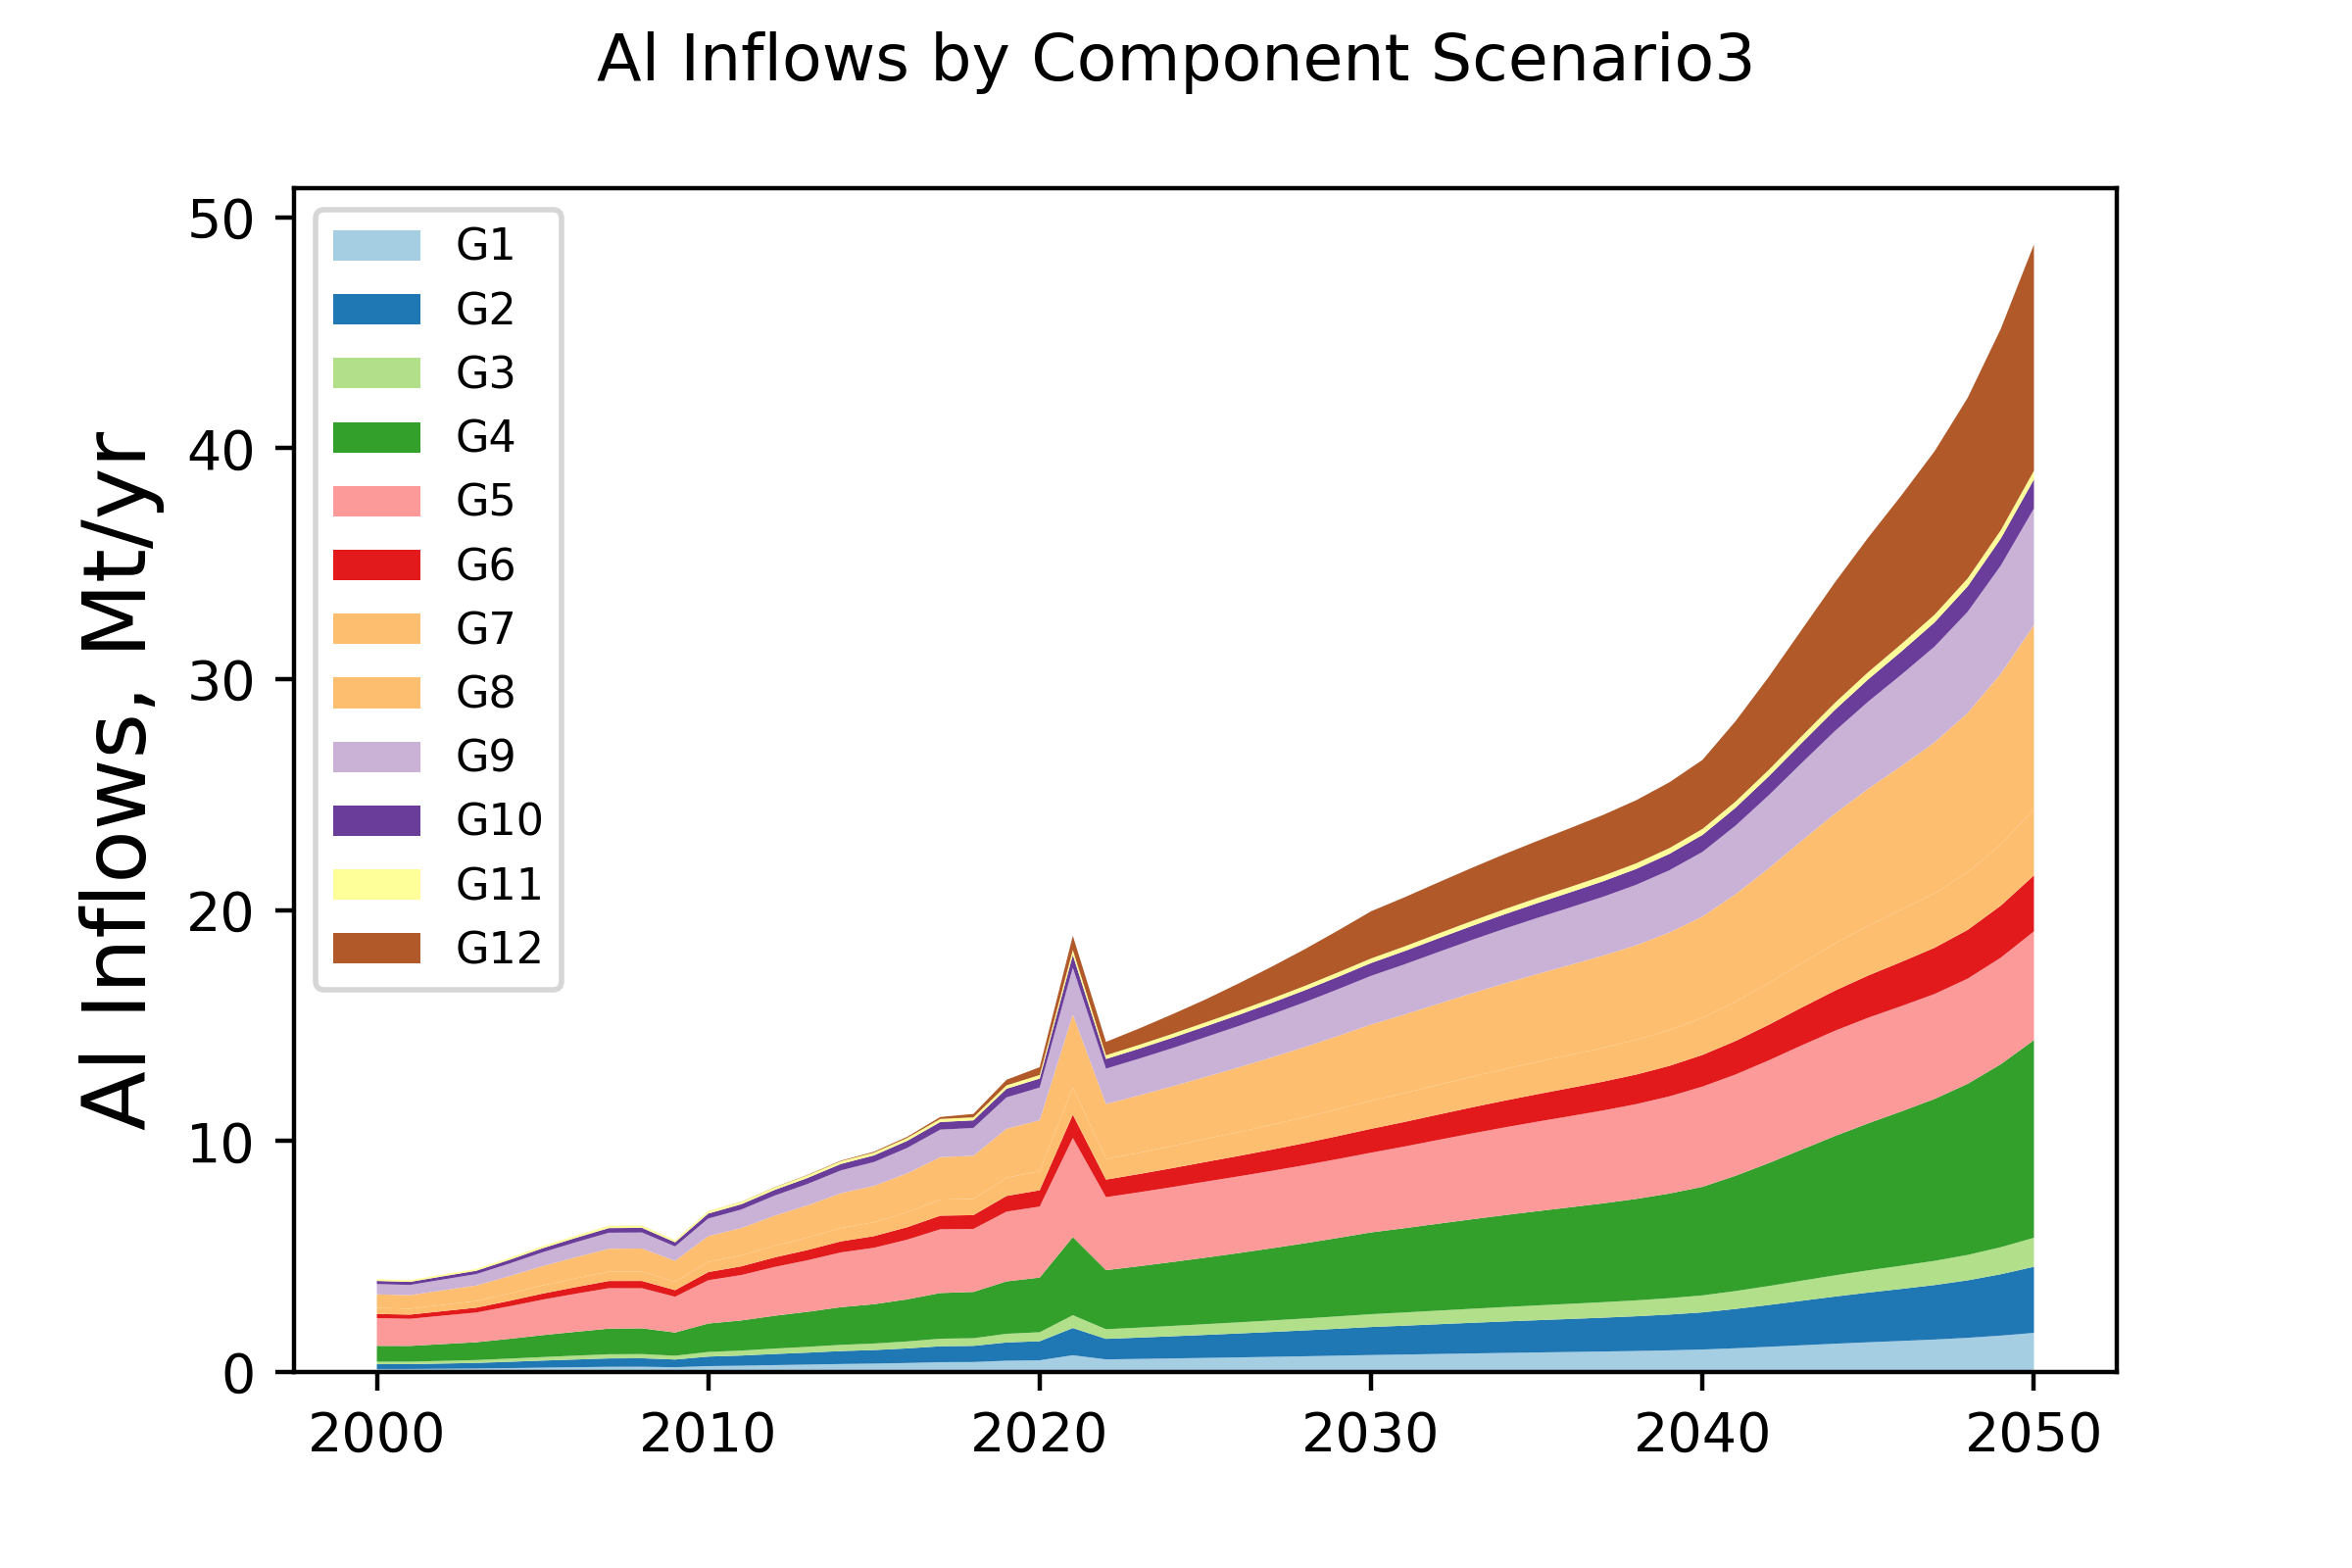 Al Inflows by Component Scenario3
Al Inflows, Mt/yr
50
40
30
20
10
0
G1
G2
G3
G4
G5
G6
G7
G8
G9
G10
G11
G12
2000 2010 2020 2030 2040 2050